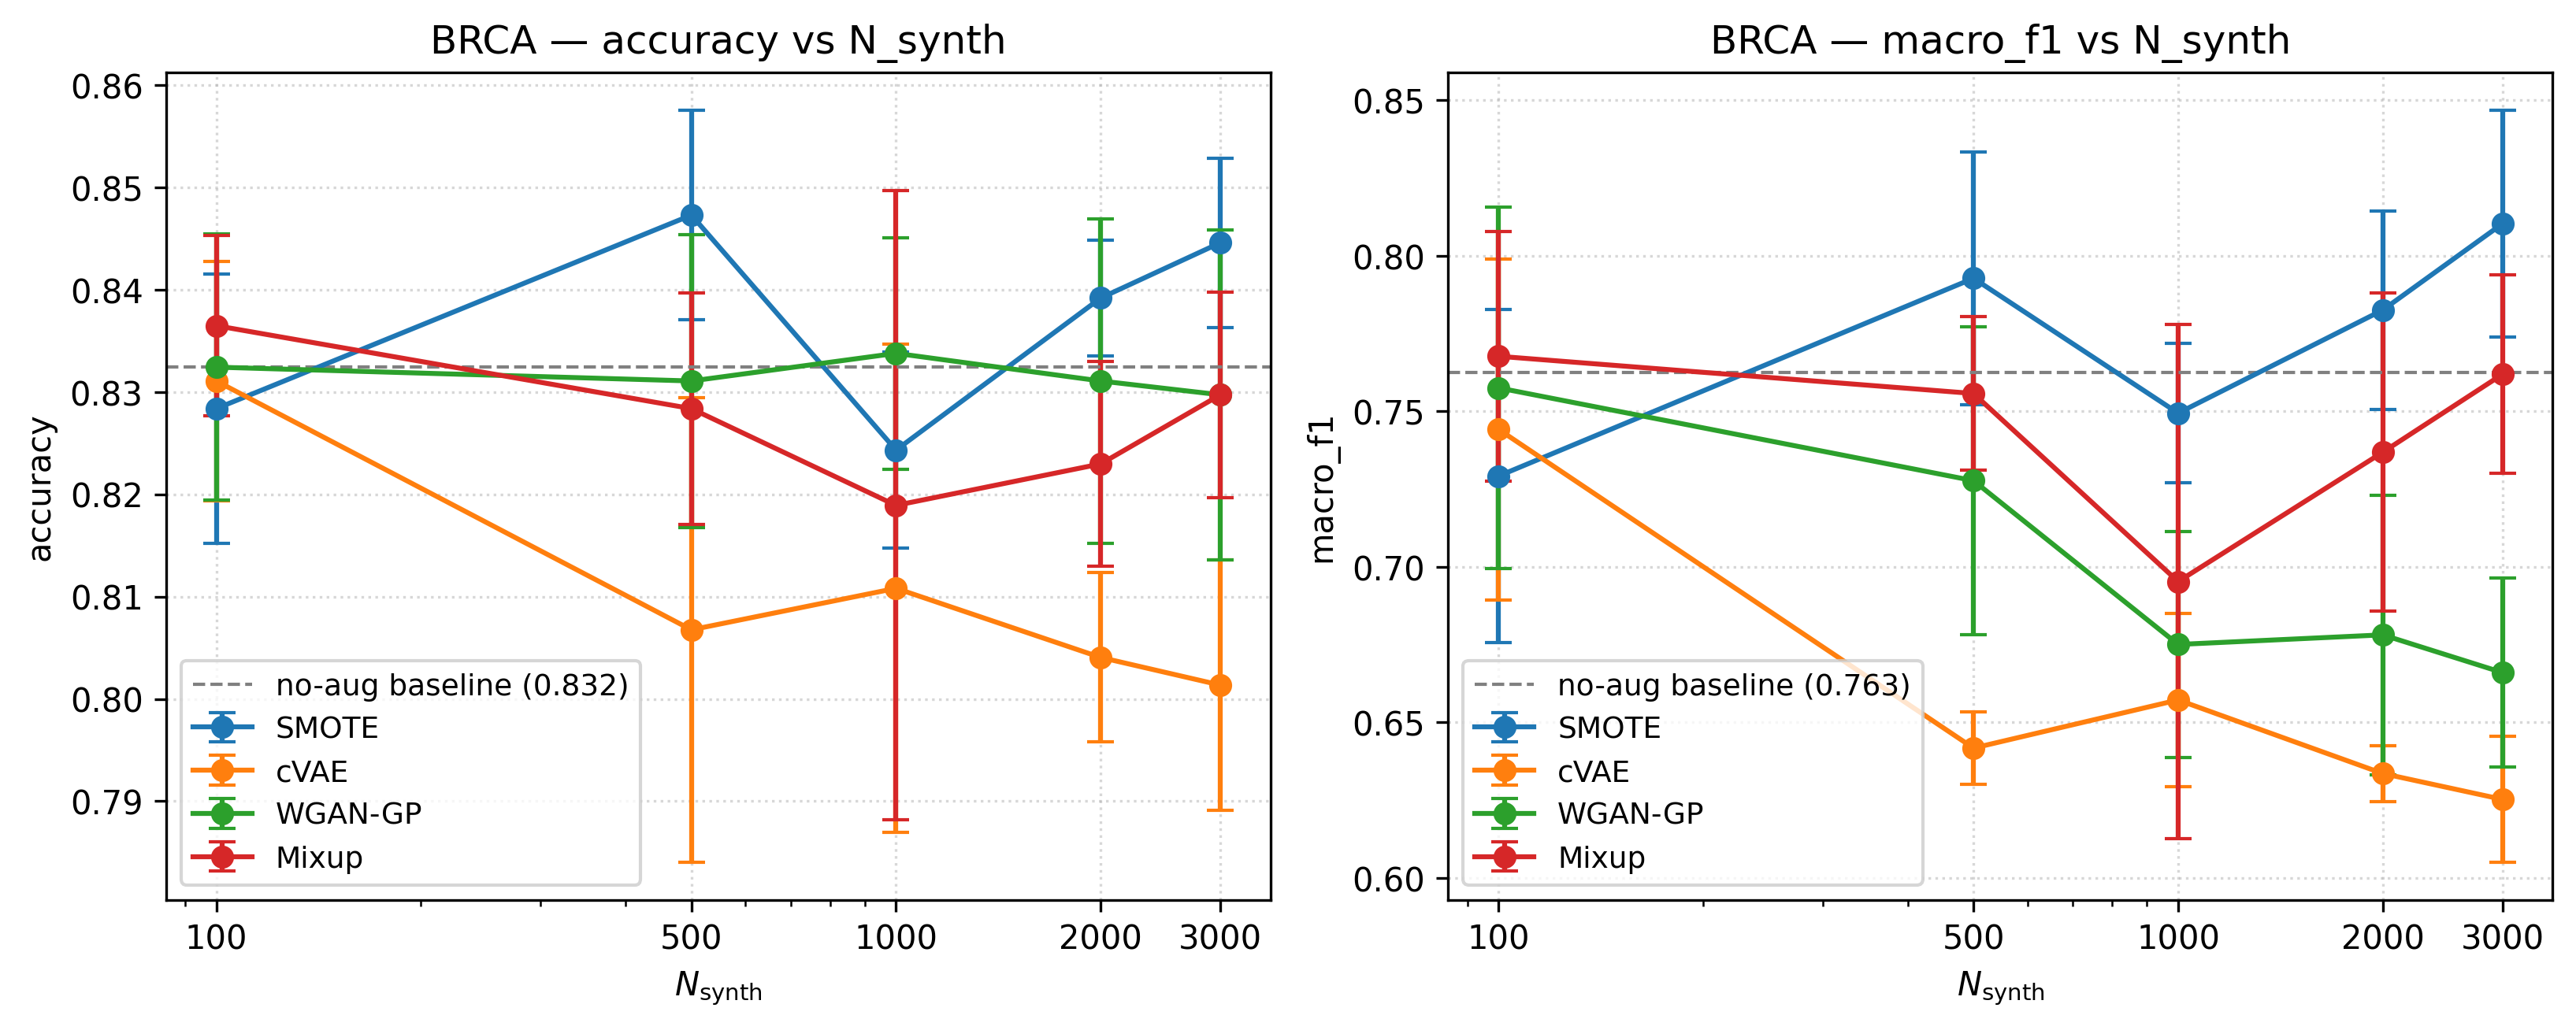 BRCA — accuracy vs N_synth
0.86
0.85
0.84
0.83
0.82
0.81
0.80
0.79
accuracy
no-aug baseline (0.832)
SMOTE
cVAE
WGAN-GP
Mixup
100
500
1000
2000
3000
N_synth
BRCA — macro_f1 vs N_synth
0.85
0.80
0.75
0.70
0.65
0.60
macro_f1
no-aug baseline (0.763)
SMOTE
cVAE
WGAN-GP
Mixup
100
500
1000
2000
3000
N_synth